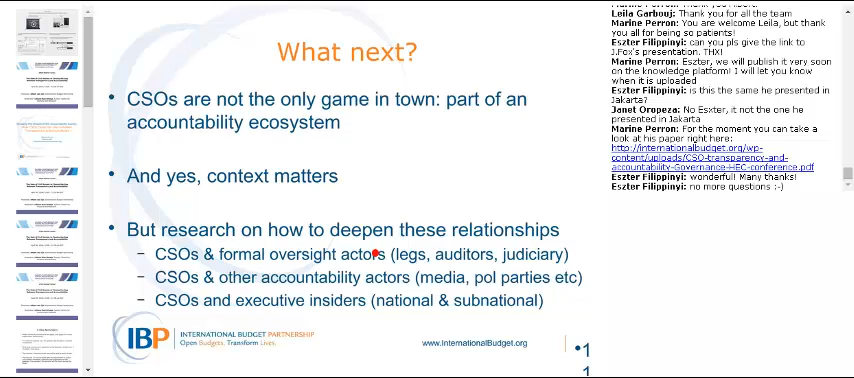 What next?
• CSOs are not the only game in town: part of an
accountability ecosystem
• And yes, context matters
• But research on how to deepen these relationships
– CSOs & formal oversight actors (legs, auditors, judiciary)
– CSOs & other accountability actors (media, pol parties etc)
– CSOs and executive insiders (national & subnational)
IBP
INTERNATIONAL BUDGET PARTNERSHIP
Open Budgets. Transform Lives.
www.InternationalBudget.org
•1
1
Leila Garbouj: Thank you for all the team
Marine Perron: You are welcome Leila, but thank
you all for being so patients!
Eszter Filippinyi: can you pls give the link to
J.Fox's presentation. THX!
Marine Perron: Eszter, we will publish it very soon
on the knowledge platform! I will let you know
when it is uploaded
Eszter Filippinyi: is this the same he presented in
Jakarta?
Janet Oropeza: No Esxter, it not the one he
presented in Jakarta
Marine Perron: For the moment you can take a
look at his paper right here:
http://internationalbudget.org/wp-
content/uploads/CSO-transparency-and-
accountability-Governance-HEC-conference.pdf
Eszter Filippinyi: wonderful! Many thanks!
Eszter Filippinyi: no more questions ;-)